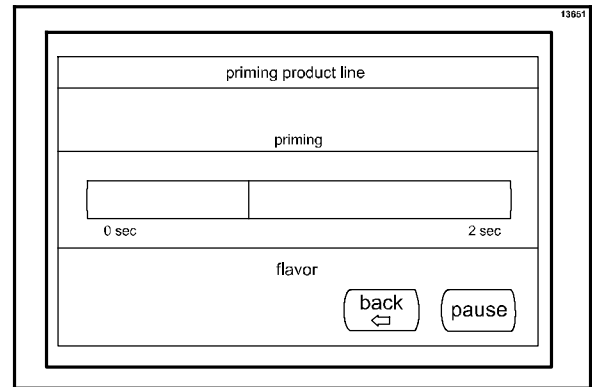 13651
priming product line
priming
0 sec 2 sec
flavor
back pause